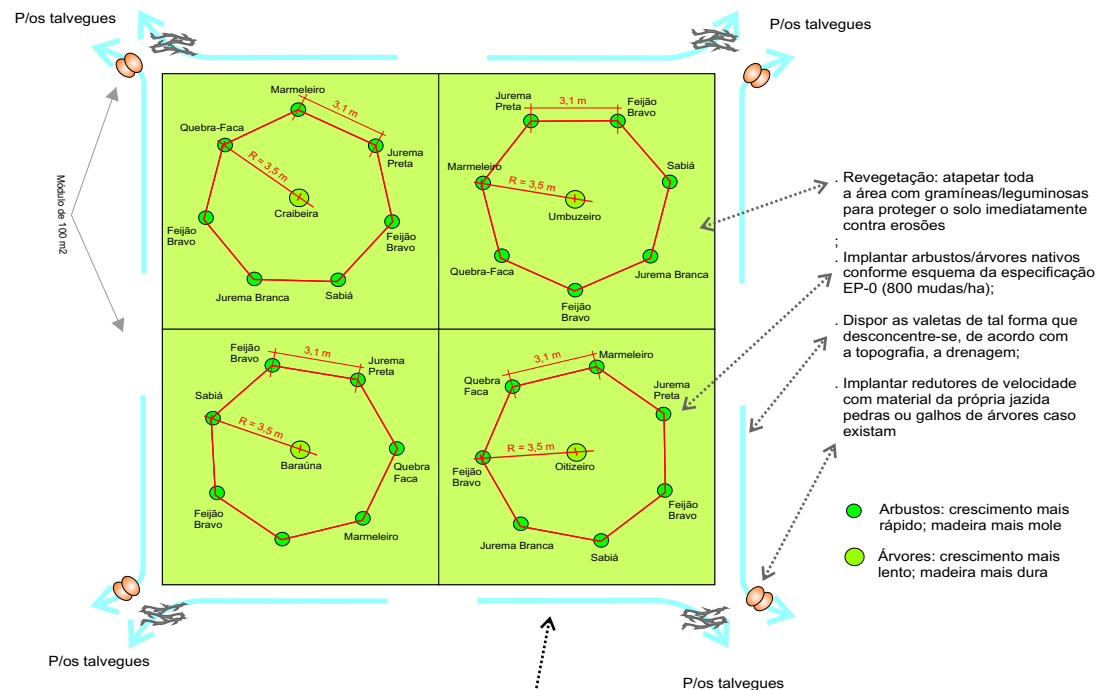 P/os talvegues
P/os talvegues
Módulo de 100 m2
Marmeleiro
3,1 m
Quebra-Faca
Jurema
Preta
R = 3,5 m
Craíbeira
Feijão
Bravo
Feijão
Bravo
Jurema Branca
Sabiá
Jurema
Preta
3,1 m
Feijão
Bravo
Marmeleiro
Sabiá
R = 3,5 m
Umbuzeiro
Quebra-Faca
Jurema Branca
Feijão
Bravo
Feijão
Bravo
3,1 m
Jurema
Preta
Sabiá
R = 3,5 m
Baraúna
Quebra
Faca
Feijão
Bravo
Marmeleiro
3,1 m
Marmeleiro
Quebra
Faca
Jurema
Preta
R = 3,5 m
Feijão
Bravo
Oitizeiro
Feijão
Bravo
Jurema Branca
Sabiá
. Revegetação: atapetar toda
a área com gramíneas/leguminosas
para proteger o solo imediatamente
contra erosões
;
. Implantar arbustos/árvores nativos
conforme esquema da especificação
EP-0 (800 mudas/ha);
. Dispor as valetas de tal forma que
desconcentre-se, de acordo com
a topografia, a drenagem;
. Implantar redutores de velocidade
com material da própria jazida
pedras ou galhos de árvores caso
existam
Arbustos: crescimento mais
rápido; madeira mais mole
Árvores: crescimento mais
lento; madeira mais dura
P/os talvegues
P/os talvegues